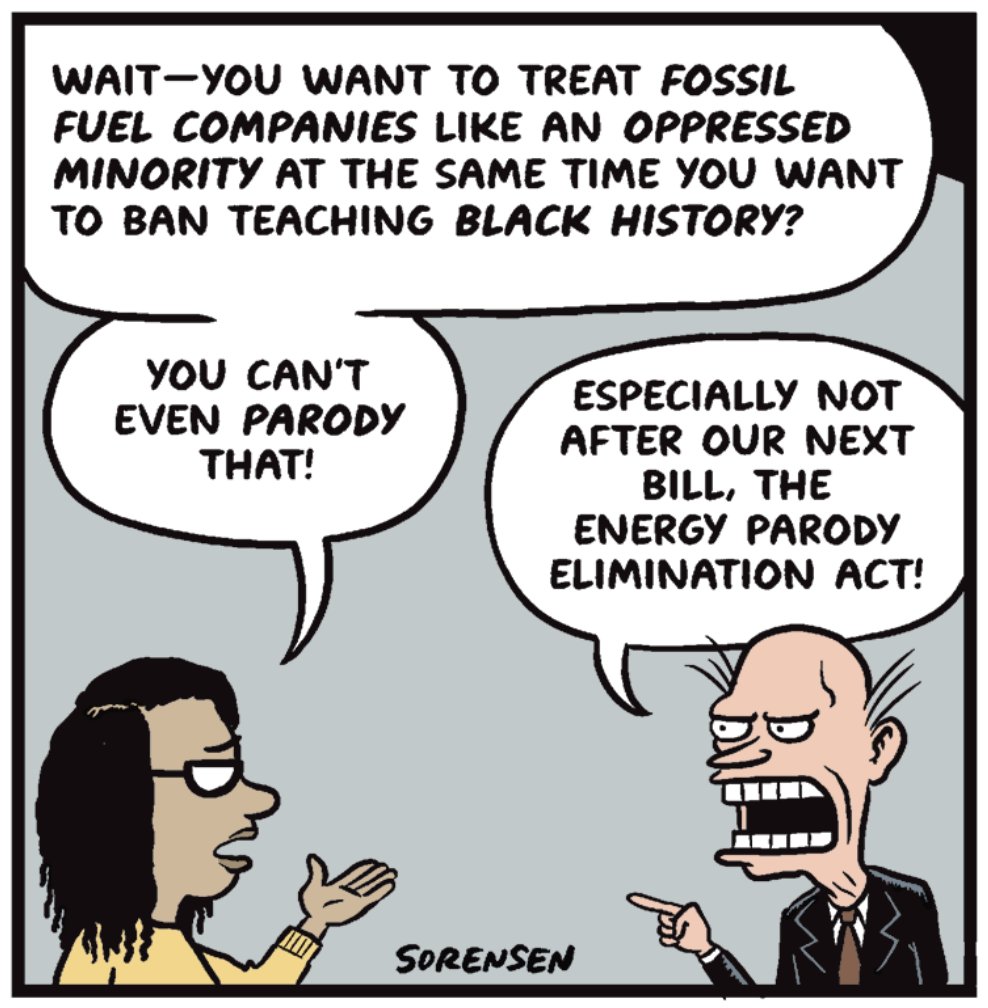 WAIT—YOU WANT TO TREAT FOSSIL
FUEL COMPANIES LIKE AN OPPRESSED
MINORITY AT THE SAME TIME YOU WANT
TO BAN TEACHING BLACK HISTORY?
YOU CAN'T
EVEN PARODY
THAT!
ESPECIALLY NOT
AFTER OUR NEXT
BILL, THE
ENERGY PARODY
ELIMINATION ACT!
SORENSEN